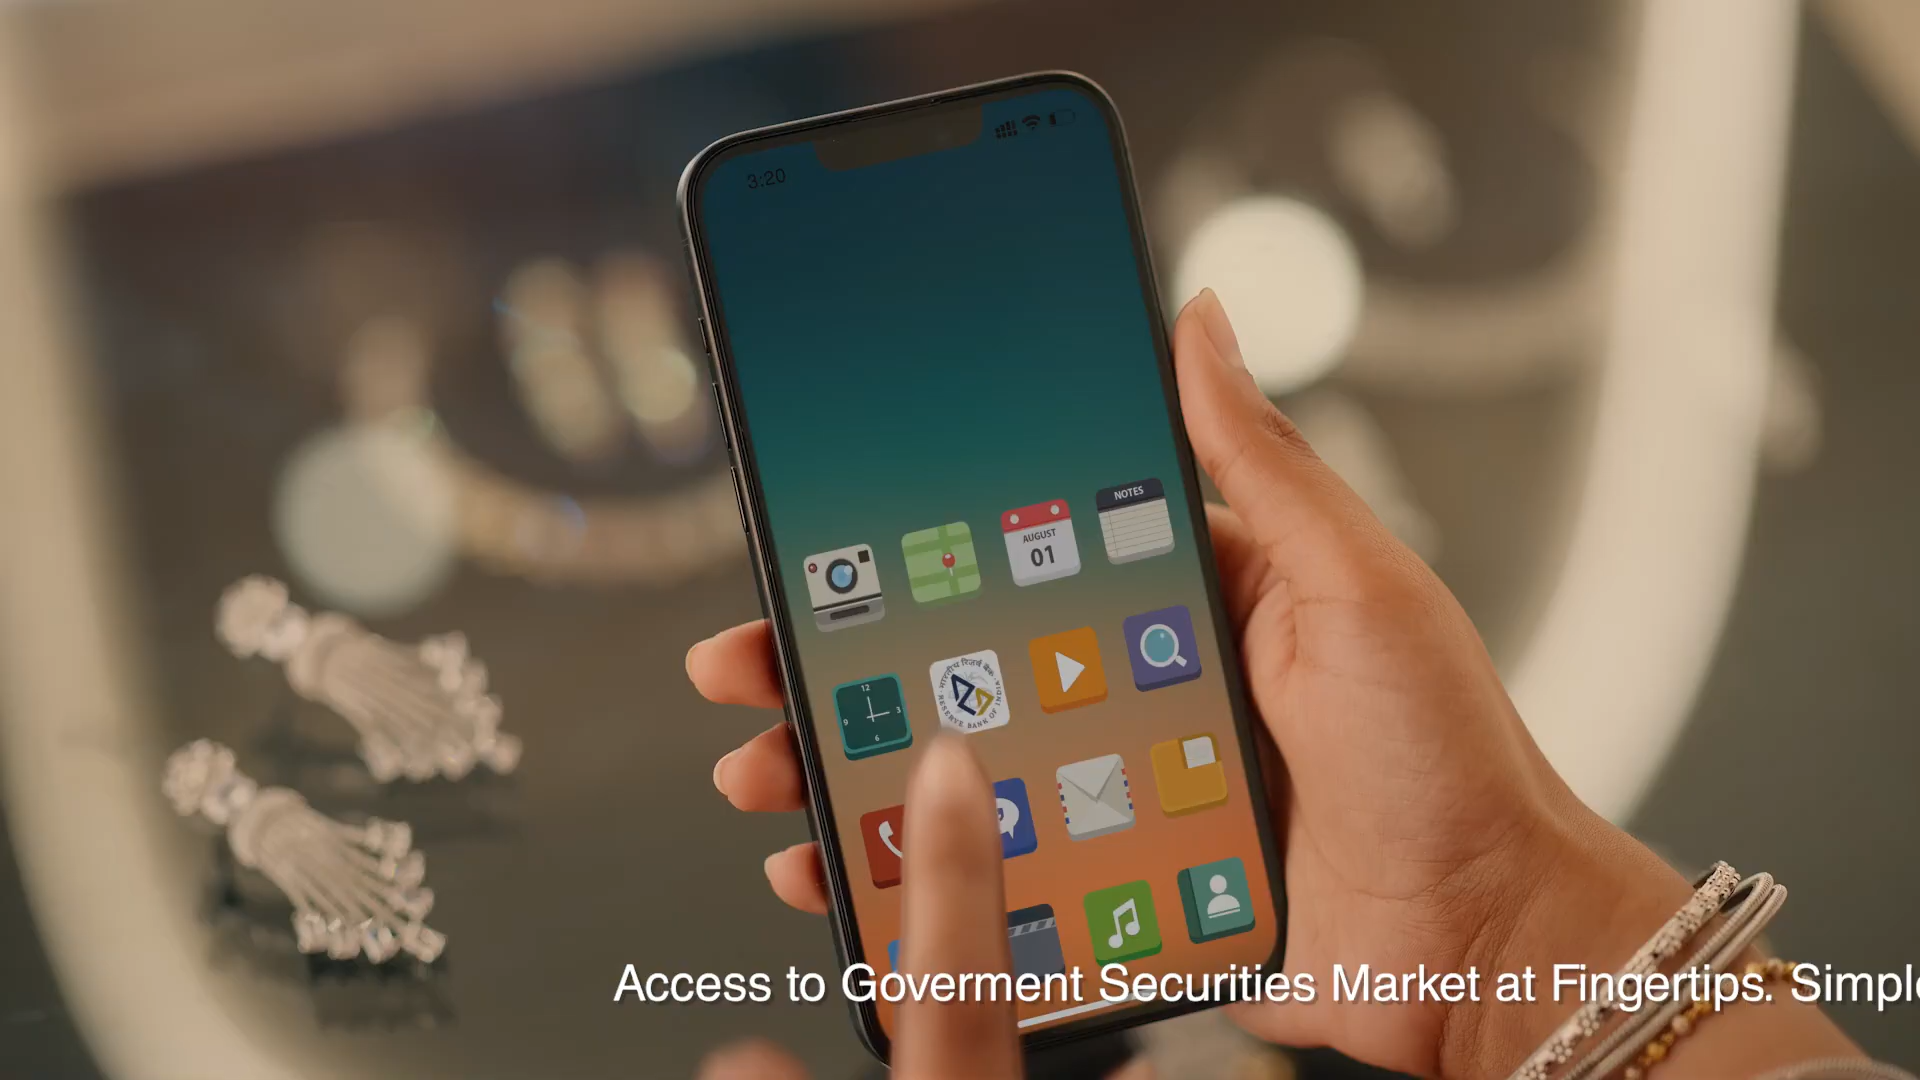 3:20
NOTES
AUGUST
01
12
3
6
9
भारतीय रिज़र्व बैंक
RESERVE BANK OF INDIA
Access to Goverment Securities Market at Fingertips. Simple